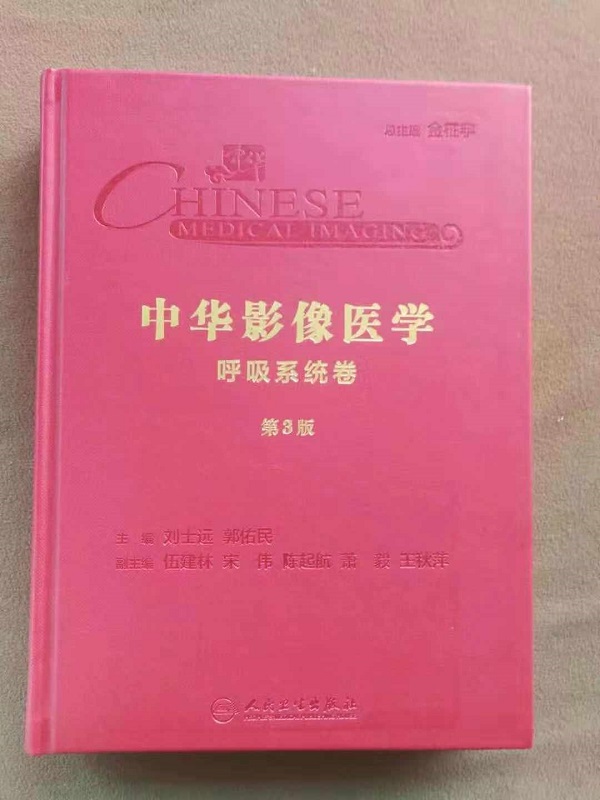 总主编 金征宇
中华
CHINESE
MEDICAL IMAGING
中华影像医学
呼吸系统卷
第3版
主 编 刘士远 郭佑民
副主编 伍建林 宋 伟 陈起航 萧 毅 王秋萍
人民卫生出版社